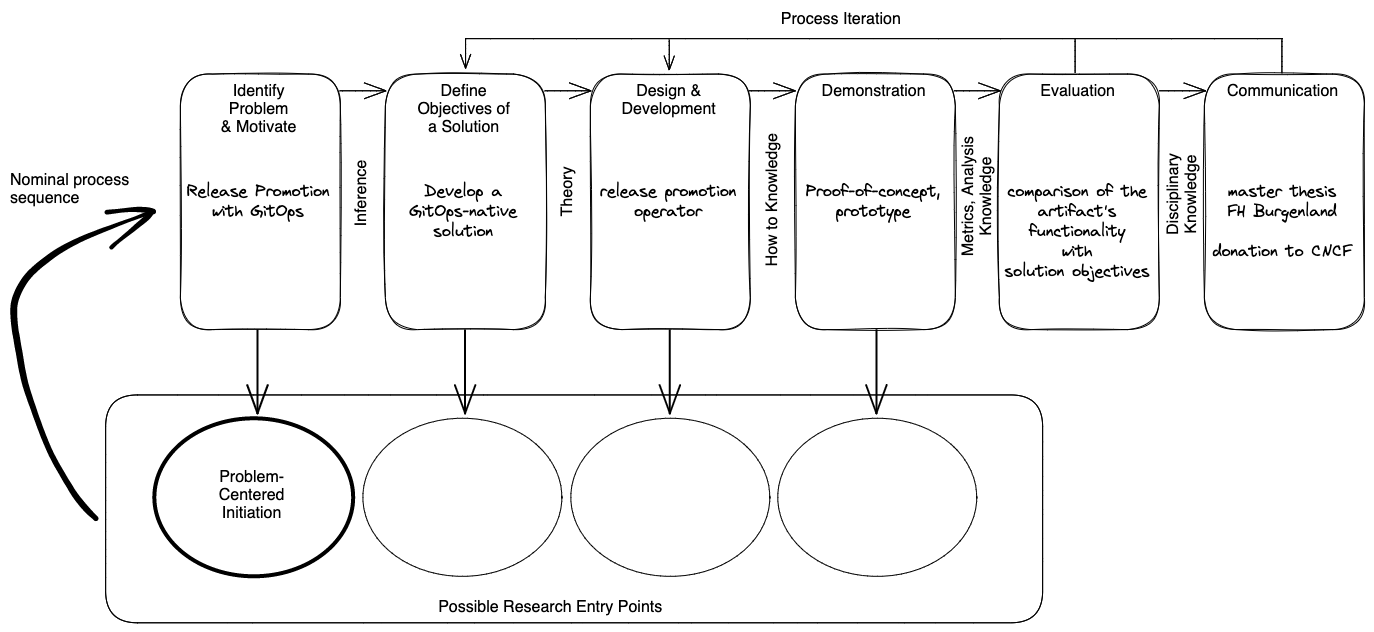 Process Iteration
Identify
Problem
& Motivate
Release Promotion
with GitOps
Inference
Define
Objectives of
a Solution
Develop a
GitOps-native
solution
Theory
Design &
Development
release promotion
operator
How to Knowledge
Demonstration
Proof-of-concept,
prototype
Metrics, Analysis
Knowledge
Evaluation
comparison of the
artifact's
functionality
with
solution objectives
Disciplinary
Knowledge
Communication
master thesis
FH Burgenland
donation to CNCF
Nominal process
sequence
Problem-
Centered
Initiation
Possible Research Entry Points